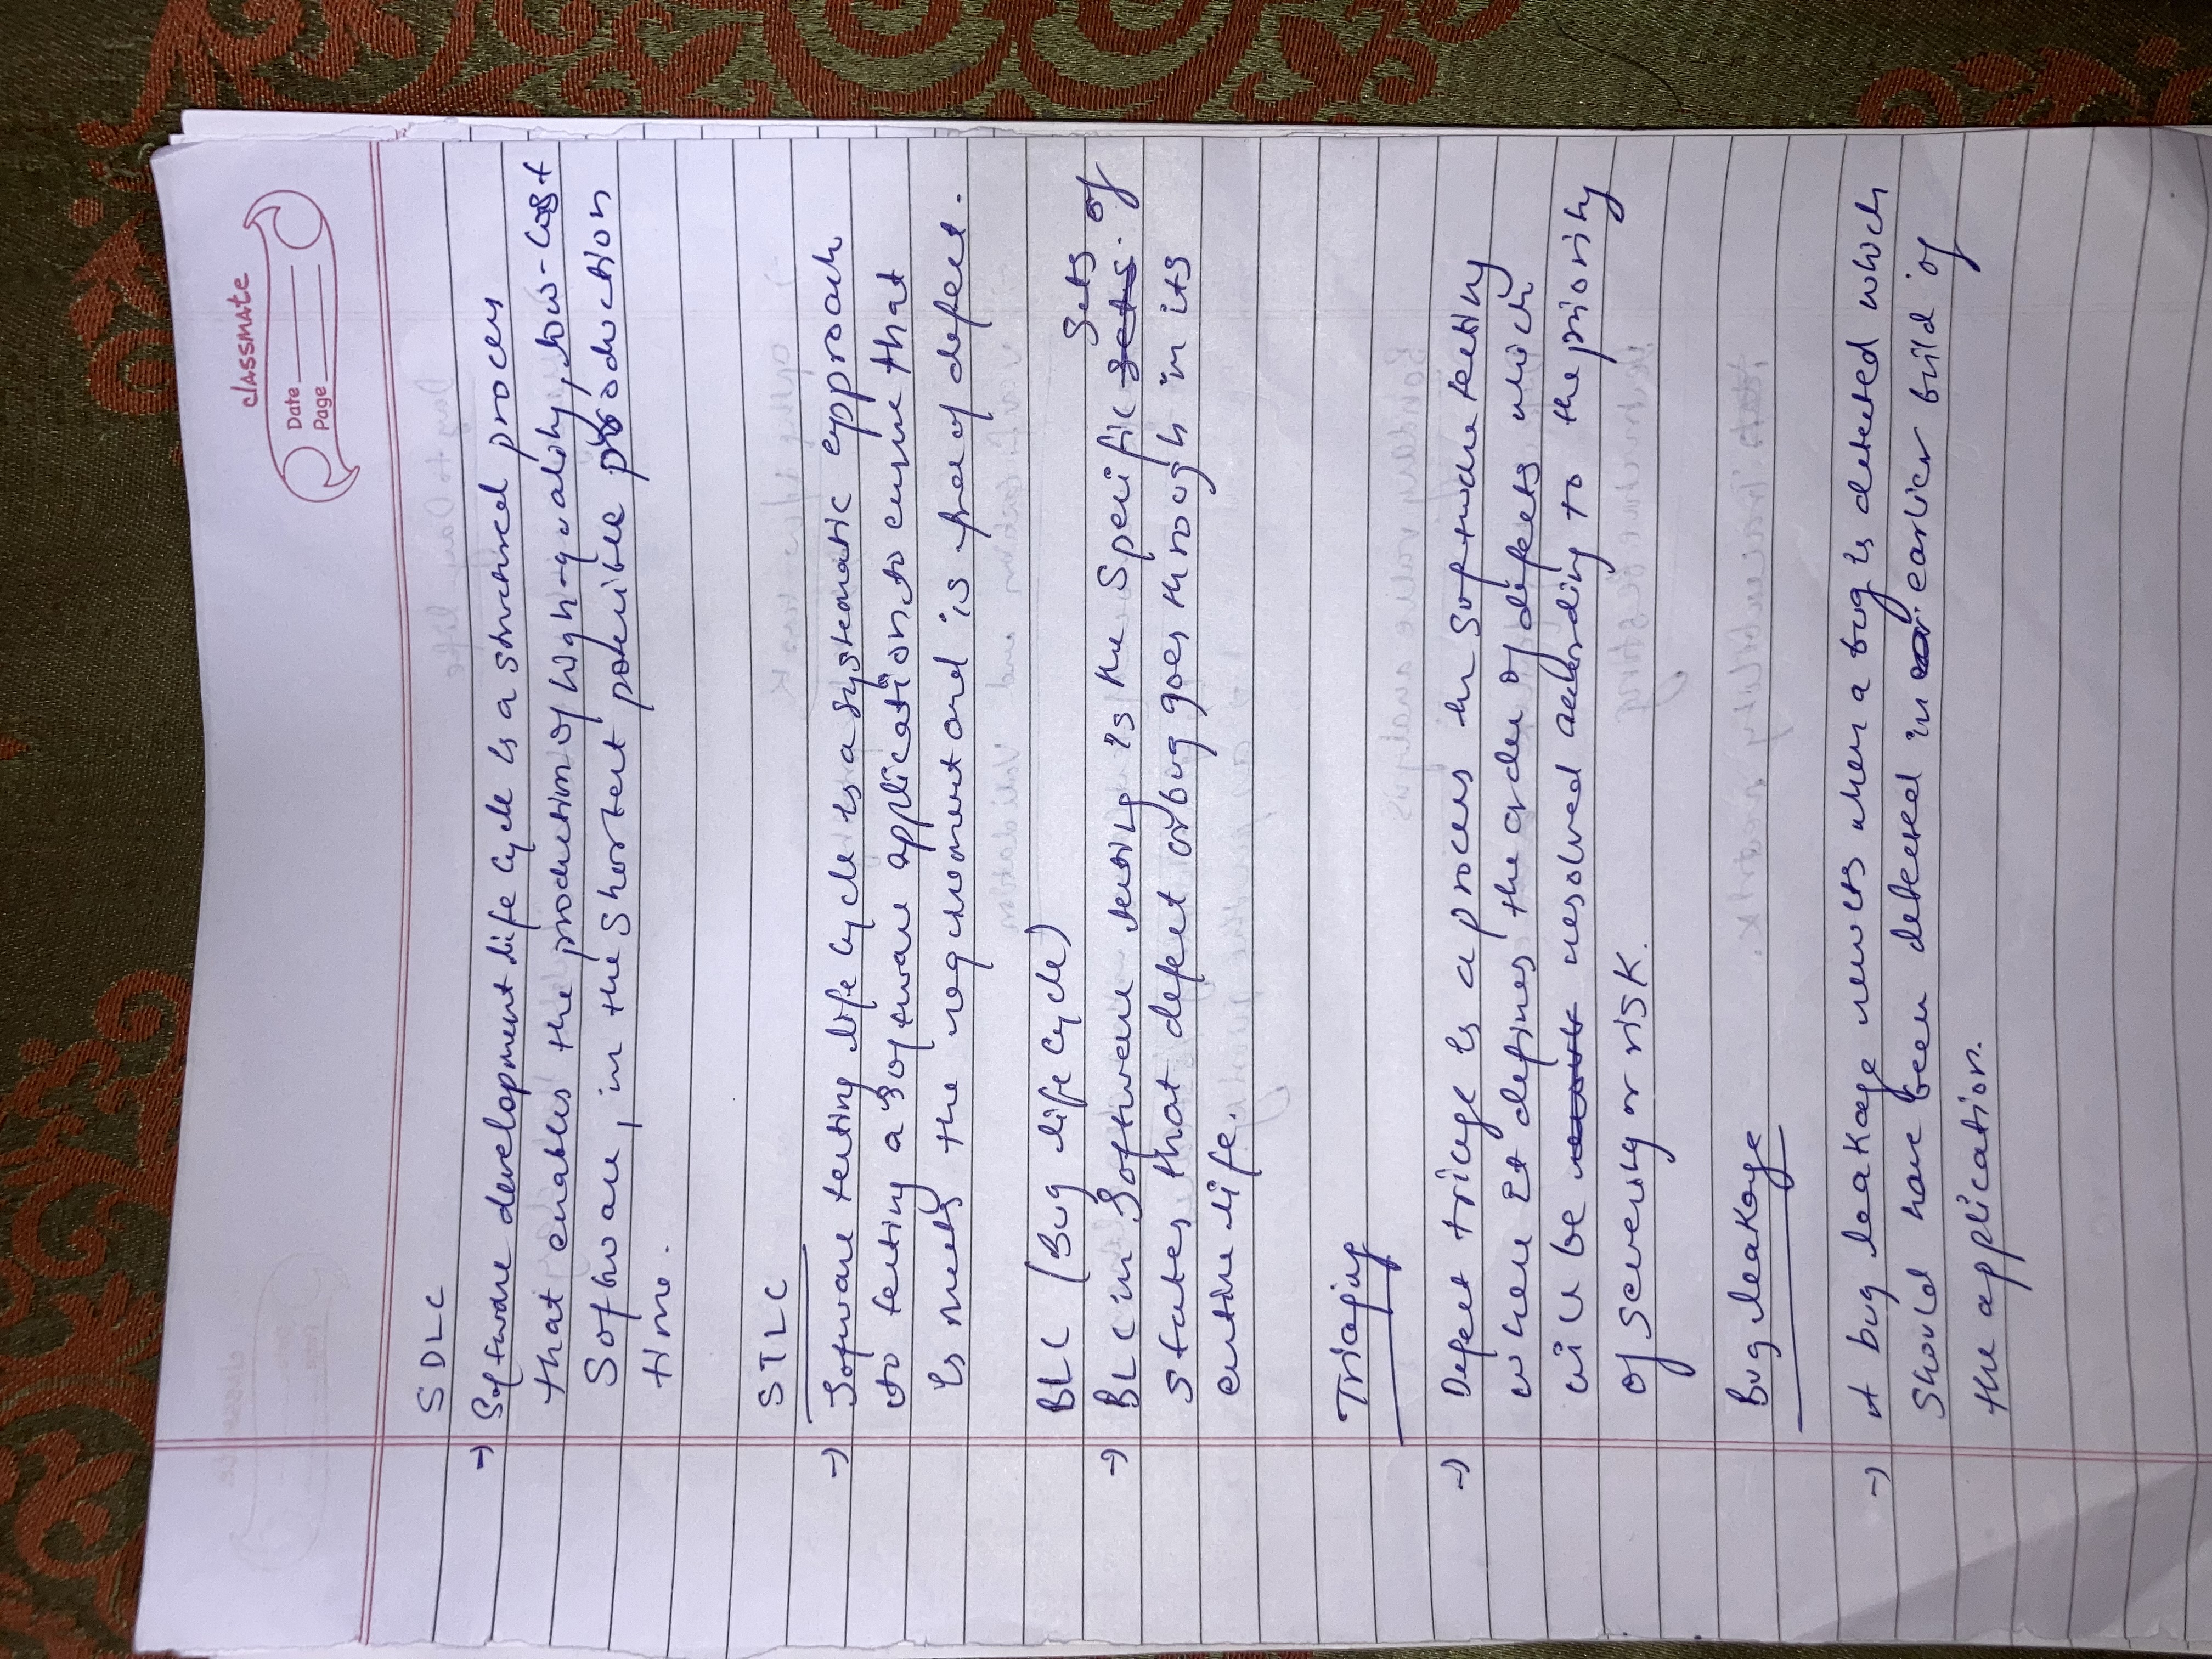 classmate
Date
Page
SDLC
→ Software development life cycle is a structured process
that enables the production of high-quality, low-cost
Software, in the shortest possible production
time.
STLC
→ Software testing life cycle is a systematic approach
to testing a software application to ensure that
is meets the requirement and is free of defect.
BLC (Bug life cycle)
→ BLC in Software testing is the specific sets sets of
states that defect or bug goes through in its
entire life.
Triaging
→ Defect triage is a process in software testing
where it defines the order of defects which
will be resolved according to the priority
of severity or risk.
Bug leakage
→ A bug leakage results when a bug is detected which
should have been detected in earlier build of
the application.